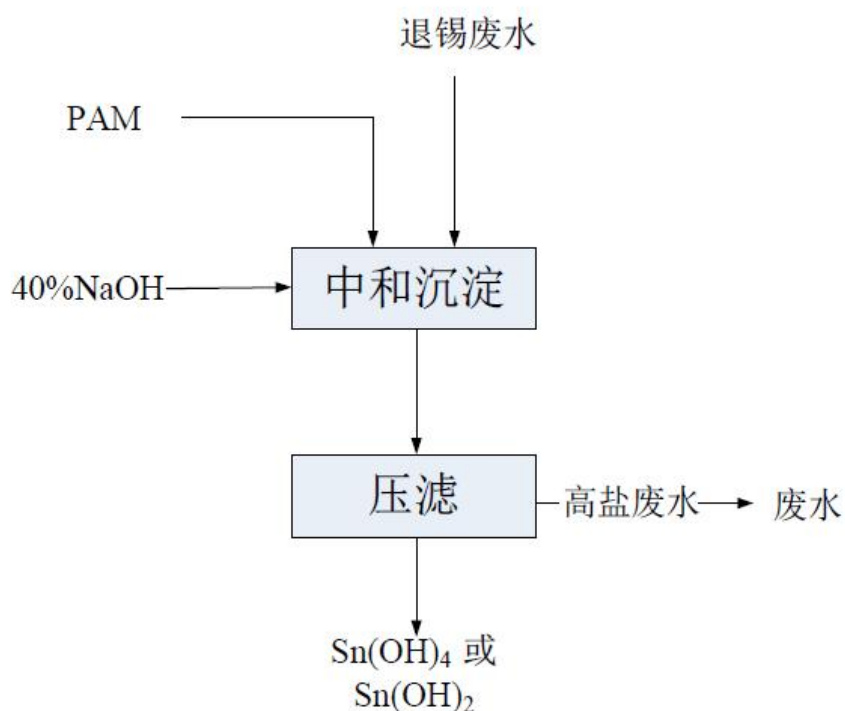 退锡废水
PAM
40%NaOH
中和沉淀
压滤
高盐废水
废水
Sn(OH)₄ 或
Sn(OH)₂